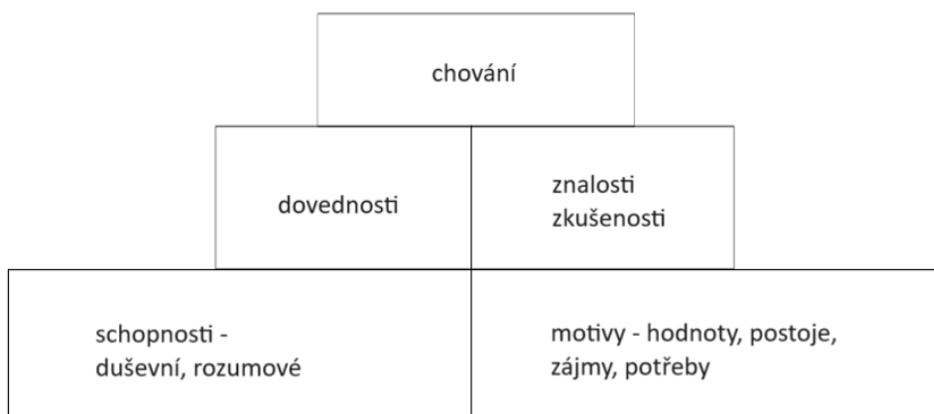 chování
dovednosti
znalosti
zkušenosti
schopnosti -
duševní, rozumové
motivy - hodnoty, postoje,
zájmy, potřeby